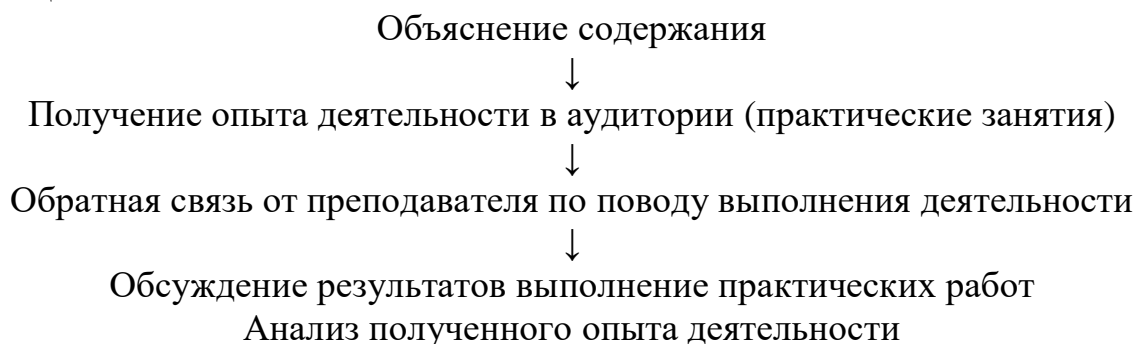 Объяснение содержания
↓
Получение опыта деятельности в аудитории (практические занятия)
↓
Обратная связь от преподавателя по поводу выполнения деятельности
↓
Обсуждение результатов выполнение практических работ
Анализ полученного опыта деятельности